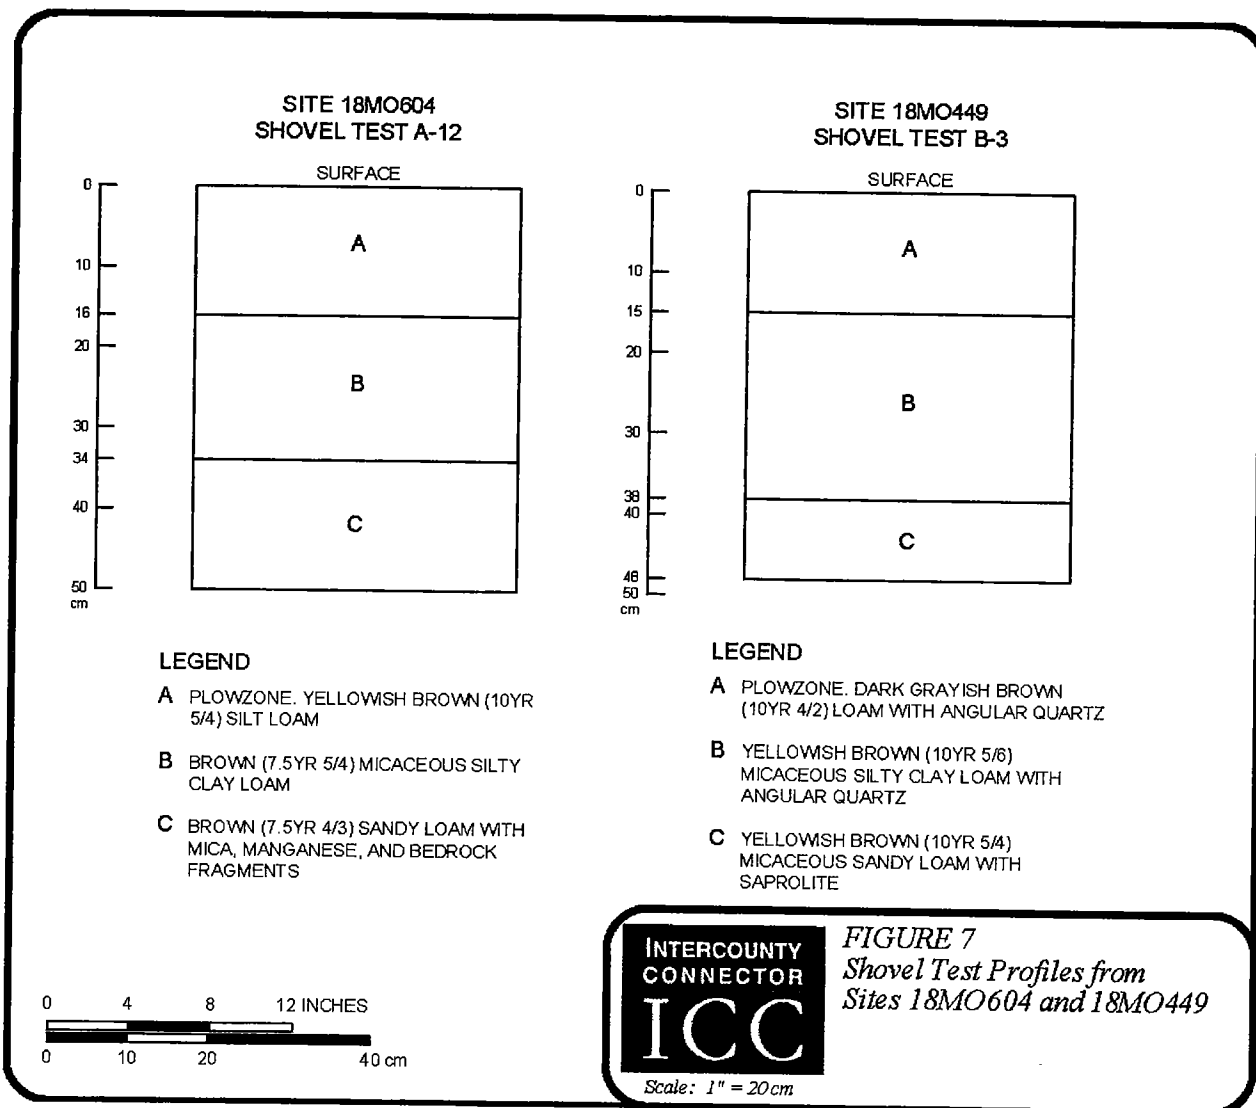 SITE 18MO604
SHOVEL TEST A-12
SURFACE
0
10
16
20
30
34
40
50
cm
A
B
C
LEGEND
A PLOWZONE. YELLOWISH BROWN (10YR
5/4) SILT LOAM
B BROWN (7.5YR 5/4) MICACEOUS SILTY
CLAY LOAM
C BROWN (7.5YR 4/3) SANDY LOAM WITH
MICA, MANGANESE, AND BEDROCK
FRAGMENTS
SITE 18MO449
SHOVEL TEST B-3
SURFACE
0
10
15
20
30
38
40
48
50
cm
A
B
C
LEGEND
A PLOWZONE. DARK GRAYISH BROWN
(10YR 4/2) LOAM WITH ANGULAR QUARTZ
B YELLOWISH BROWN (10YR 5/6)
MICACEOUS SILTY CLAY LOAM WITH
ANGULAR QUARTZ
C YELLOWISH BROWN (10YR 5/4)
MICACEOUS SANDY LOAM WITH
SAPROLITE
0 4 8 12 INCHES
0 10 20 40 cm
INTERCOUNTY
CONNECTOR
ICC
Scale: 1" = 20cm
FIGURE 7
Shovel Test Profiles from
Sites 18MO604 and 18MO449